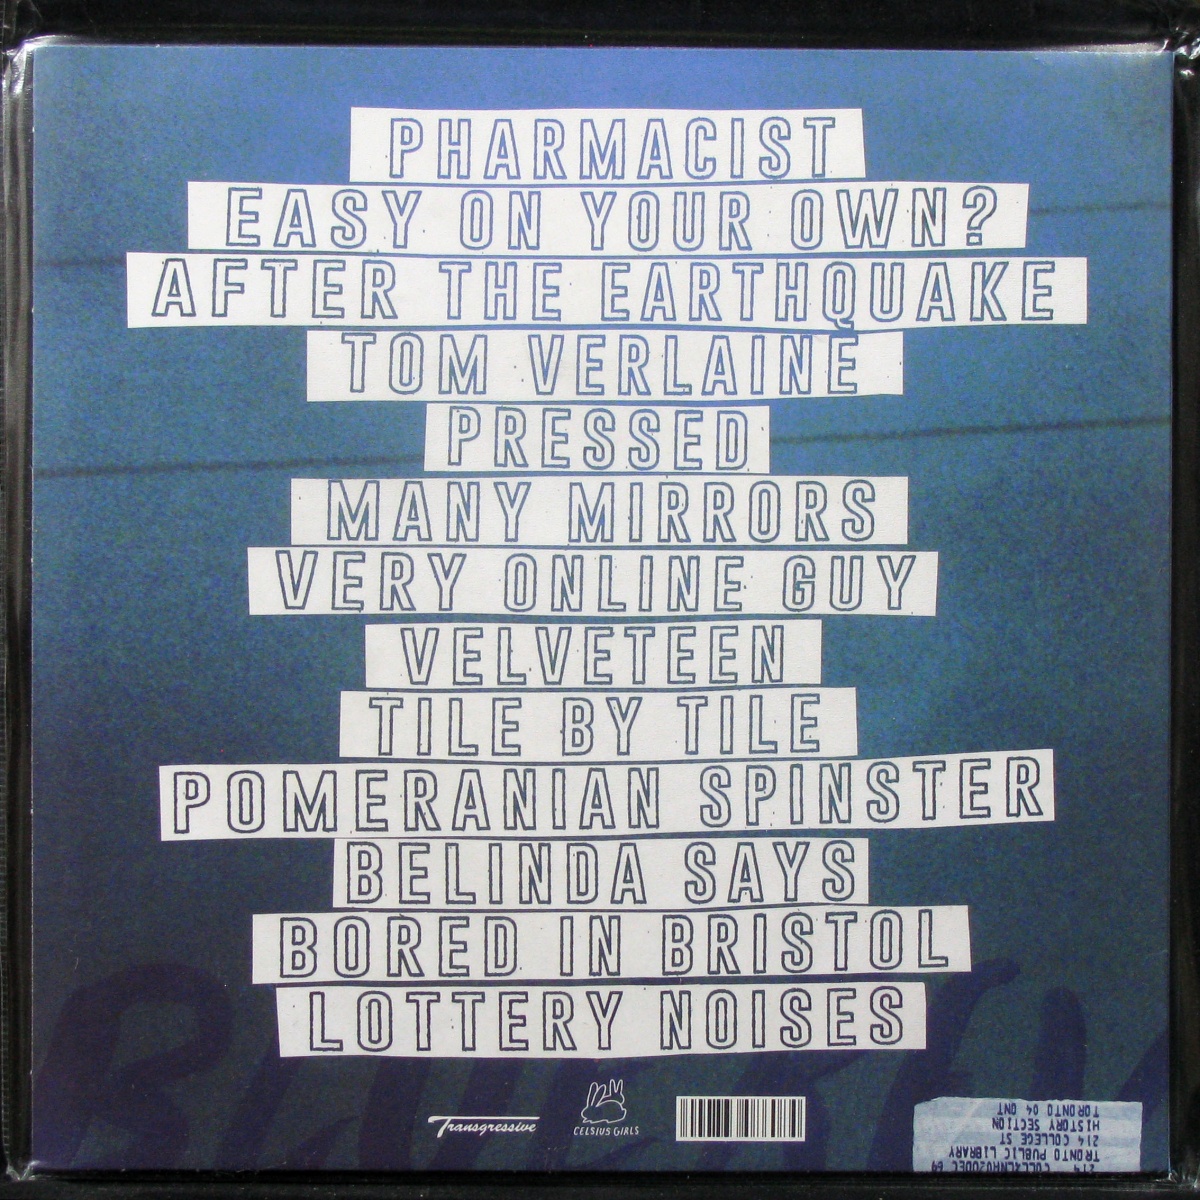 PHARMACIST
EASY ON YOUR OWN?
AFTER THE EARTHQUAKE
TOM VERLAINE
PRESSED
MANY MIRRORS
VERY ONLINE GUY
VELVETEEN
TILE BY TILE
POMERANIAN SPINSTER
BELINDA SAYS
BORED IN BRISTOL
LOTTERY NOISES
Transgressive
CELSIUS GIRLS
TRONTO PUBLIC LIBRARY
214 COLLEGE ST
HISTORY SECTION
TORONTO 04 ONT